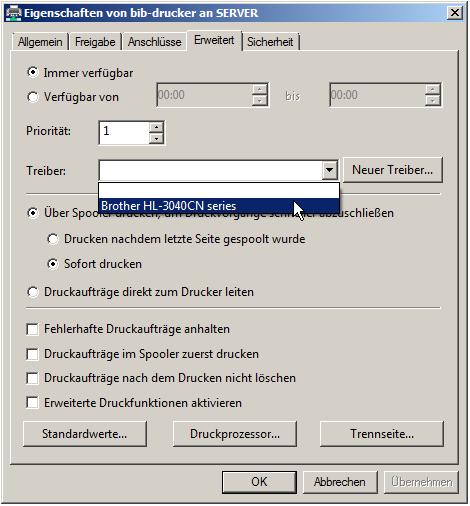 Eigenschaften von bib-drucker an SERVER
Allgemein Freigabe Anschlüsse Erweitert Sicherheit
Immer verfügbar
Verfügbar von 00:00 bis 00:00
Priorität: 1
Treiber: Neuer Treiber...
Brother HL-3040CN series
Über Spooler drucken, um Druckvorgänge schneller abzuschließen
Drucken nachdem letzte Seite gespoolt wurde
Sofort drucken
Druckaufträge direkt zum Drucker leiten
Fehlerhafte Druckaufträge anhalten
Druckaufträge im Spooler zuerst drucken
Druckaufträge nach dem Drucken nicht löschen
Erweiterte Druckfunktionen aktivieren
Standardwerte... Druckprozessor... Trennseite...
OK Abbrechen Übernehmen